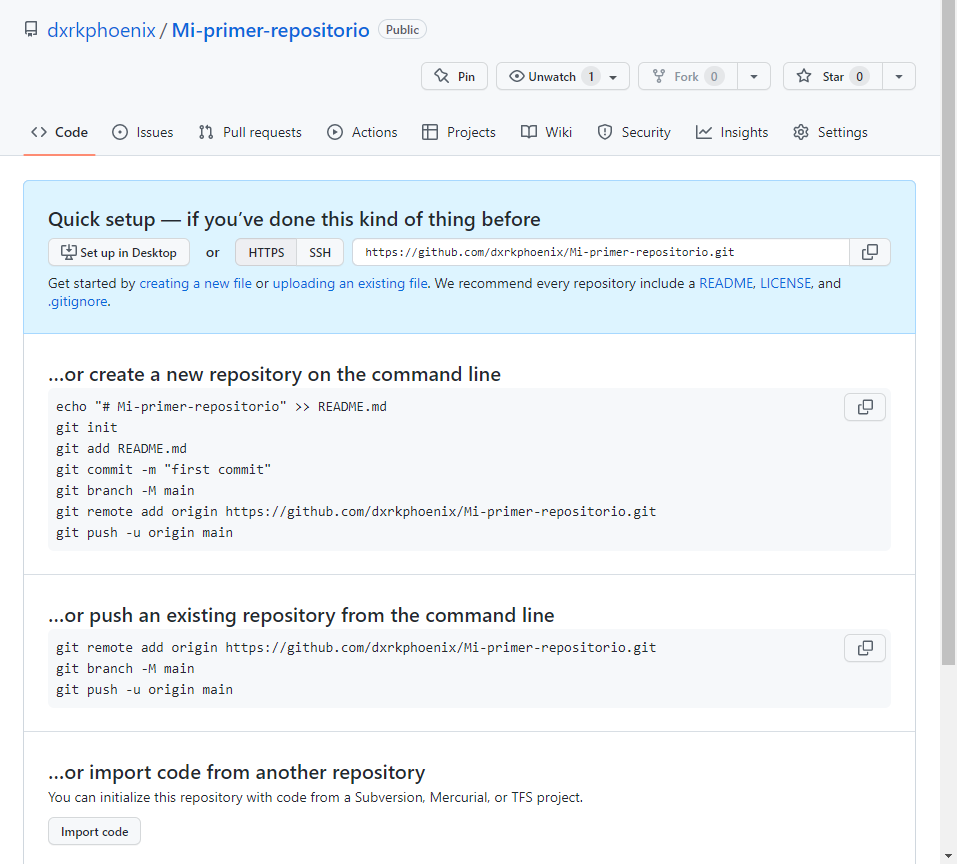 dxrkphoenix / Mi-primer-repositorio Public
Pin Unwatch 1 Fork 0 Star 0
Code Issues Pull requests Actions Projects Wiki Security Insights Settings
Quick setup — if you’ve done this kind of thing before
Set up in Desktop or HTTPS SSH https://github.com/dxrkphoenix/Mi-primer-repositorio.git
Get started by creating a new file or uploading an existing file. We recommend every repository include a README, LICENSE, and
.gitignore.
…or create a new repository on the command line
echo "# Mi-primer-repositorio" >> README.md
git init
git add README.md
git commit -m "first commit"
git branch -M main
git remote add origin https://github.com/dxrkphoenix/Mi-primer-repositorio.git
git push -u origin main
…or push an existing repository from the command line
git remote add origin https://github.com/dxrkphoenix/Mi-primer-repositorio.git
git branch -M main
git push -u origin main
…or import code from another repository
You can initialize this repository with code from a Subversion, Mercurial, or TFS project.
Import code